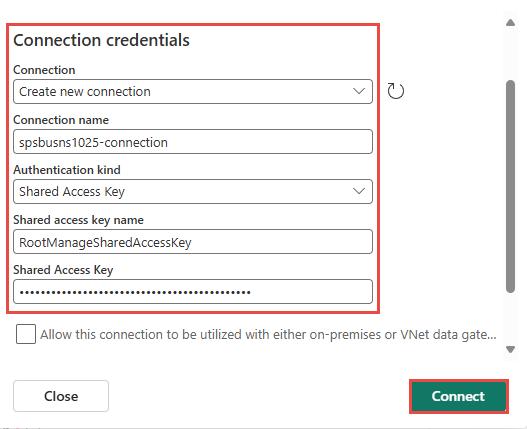 Connection credentials
Connection
Create new connection
Connection name
spsbusns1025-connection
Authentication kind
Shared Access Key
Shared access key name
RootManageSharedAccessKey
Shared Access Key
••••••••••••••••••••••••••••••••••••••••••••
Allow this connection to be utilized with either on-premises or VNet data gate...
Close
Connect